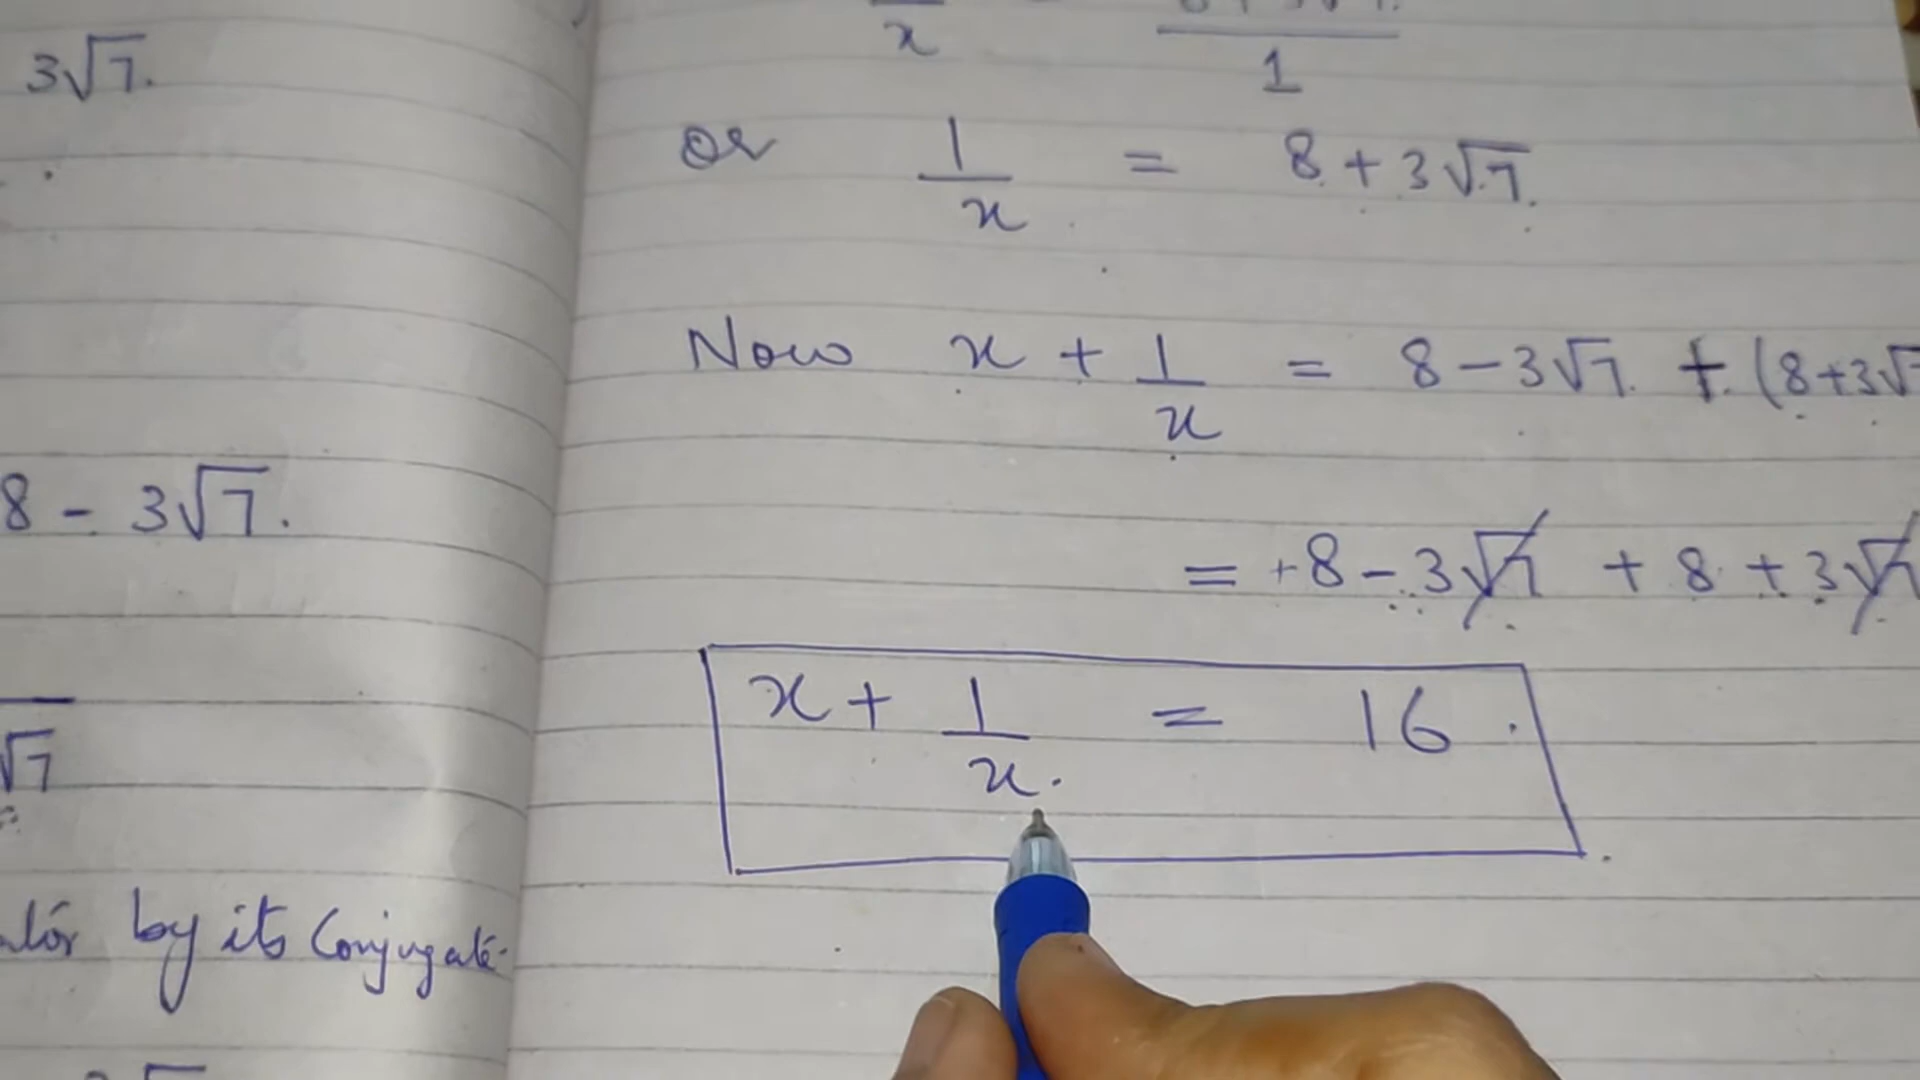 3√7.
8 - 3√7.
√7
by its Conjugate.
x
1
or 1/x = 8 + 3√7.
Now x + 1/x = 8 - 3√7. + (8+3√7
= +8 - 3√7 + 8 + 3√7
x + 1/x. = 16.